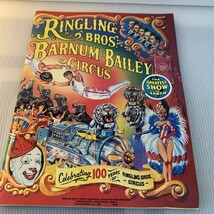 RINGLING
BROS.
AND
BARNUM & BAILEY
CIRCUS
THE
GREATEST
SHOW
ON
EARTH
Celebrating 100 YEARS OF RINGLING BROS. CIRCUS